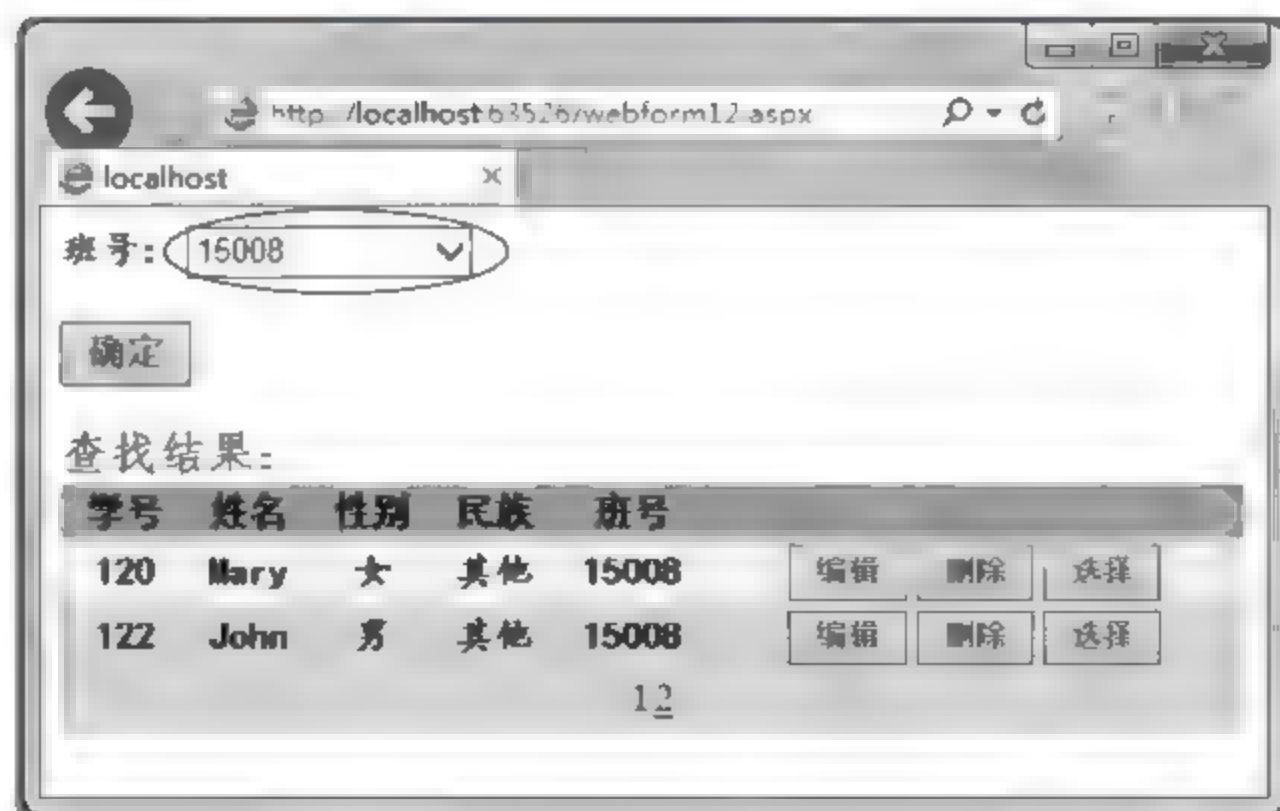 http://localhost:63526/webform12.aspx
localhost
班号: 15008
确定
查找结果:
学号 姓名 性别 民族 班号
120 Mary 女 其他 15008 编辑 删除 选择
122 John 男 其他 15008 编辑 删除 选择
12